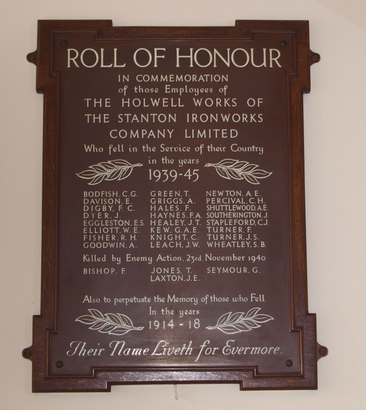 ROLL OF HONOUR
IN COMMEMORATION
of those Employees of
THE HOLWELL WORKS OF
THE STANTON IRONWORKS
COMPANY LIMITED
Who fell in the Service of their Country
in the years
1939-45
BODFISH, C.G. GREEN, T. NEWTON, A.E.
DAVISON, E. GRIGGS, A. PERCIVAL, C.H.
DIGBY, F. C. HALES, F. SHUTTLEWOOD, A.E.
DYER, J. HAYNES, F.A. SOUTHERINGTON, J.
EGGLESTON, E.S. HEALEY, J.T. STAPLEFORD, C.J.
ELLIOTT, W.E. KEW, G.A.E. TURNER, F.
FISHER, R.H. KNIGHT, C. TURNER, J.S.
GOODWIN, A. LEACH, J.W. WHEATLEY, S.B.
Killed by Enemy Action, 23rd. November 1940
BISHOP. F. JONES, T. SEYMOUR, G.
LAXTON, J.E.
Also to perpetuate the Memory of those who Fell
In the years
1914-18
Their Name Liveth for Evermore.